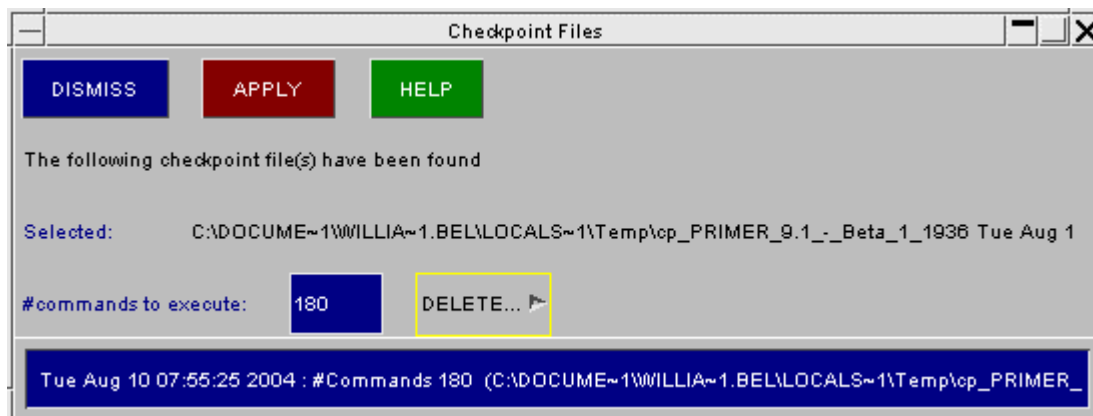 Checkpoint Files
DISMISS APPLY HELP
The following checkpoint file(s) have been found
Selected: C:\DOCUME~1\WILLIA~1.BEL\LOCALS~1\Temp\cp_PRIMER_9.1_-_Beta_1_1936 Tue Aug 1
#commands to execute: 180 DELETE...
Tue Aug 10 07:55:25 2004 : #Commands 180 (C:\DOCUME~1\WILLIA~1.BEL\LOCALS~1\Temp\cp_PRIMER_